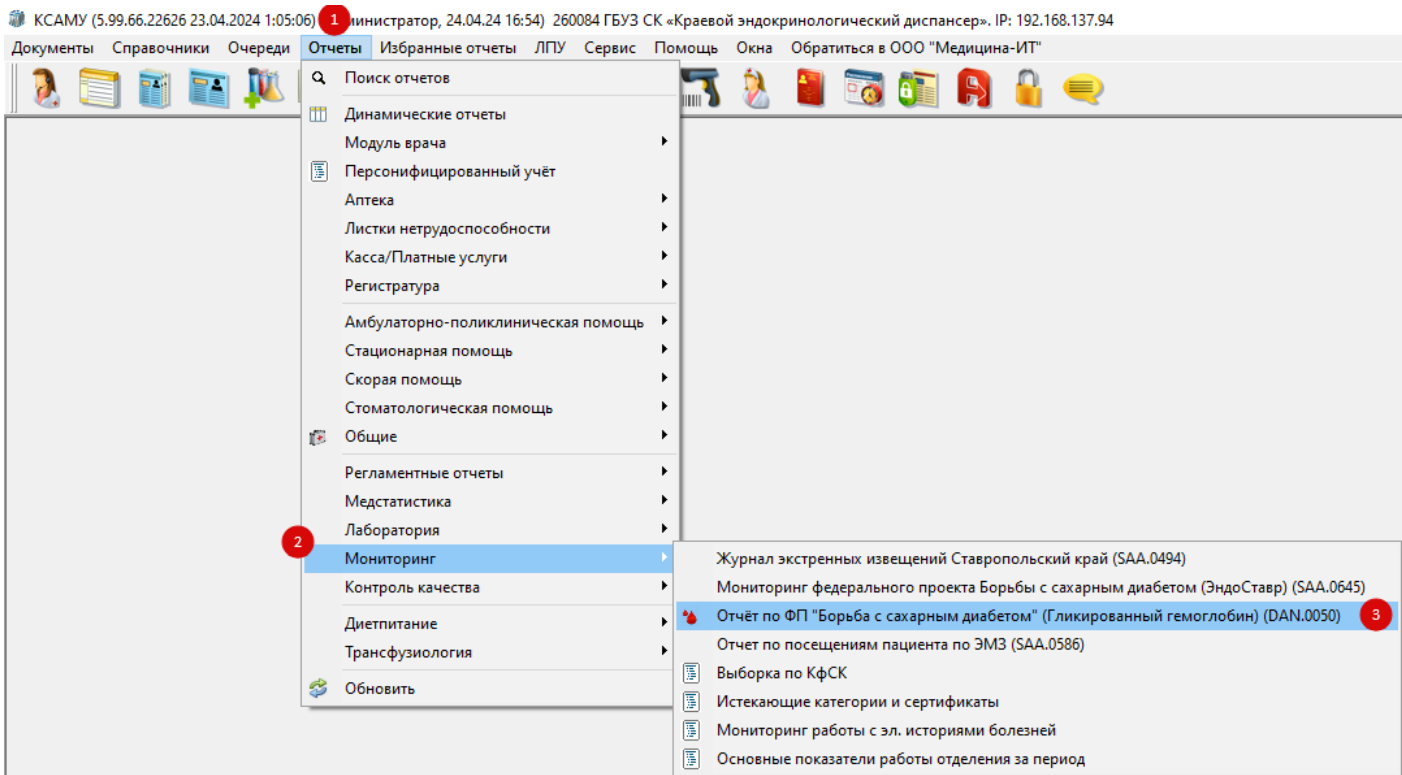 КСАМУ (5.99.66.22626 23.04.2024 1:05:06) 1 министратор, 24.04.24 16:54) 260084 ГБУЗ СК «Краевой эндокринологический диспансер». IP: 192.168.137.94
Документы Справочники Очереди Отчеты Избранные отчеты ЛПУ Сервис Помощь Окна Обратиться в ООО "Медицина-ИТ"
Поиск отчетов
Динамические отчеты
Модуль врача
Персонифицированный учёт
Аптека
Листки нетрудоспособности
Касса/Платные услуги
Регистратура
Амбулаторно-поликлиническая помощь
Стационарная помощь
Скорая помощь
Стоматологическая помощь
Общие
Регламентные отчеты
Медстатистика
Лаборатория
2
Мониторинг
Контроль качества
Диетпитание
Трансфузиология
Обновить
Журнал экстренных извещений Ставропольский край (SAA.0494)
Мониторинг федерального проекта Борьбы с сахарным диабетом (ЭндоСтавр) (SAA.0645)
Отчёт по ФП "Борьба с сахарным диабетом" (Гликированный гемоглобин) (DAN.0050) 3
Отчет по посещениям пациента по ЭМЗ (SAA.0586)
Выборка по КфСК
Истекающие категории и сертификаты
Мониторинг работы с эл. историями болезней
Основные показатели работы отделения за период